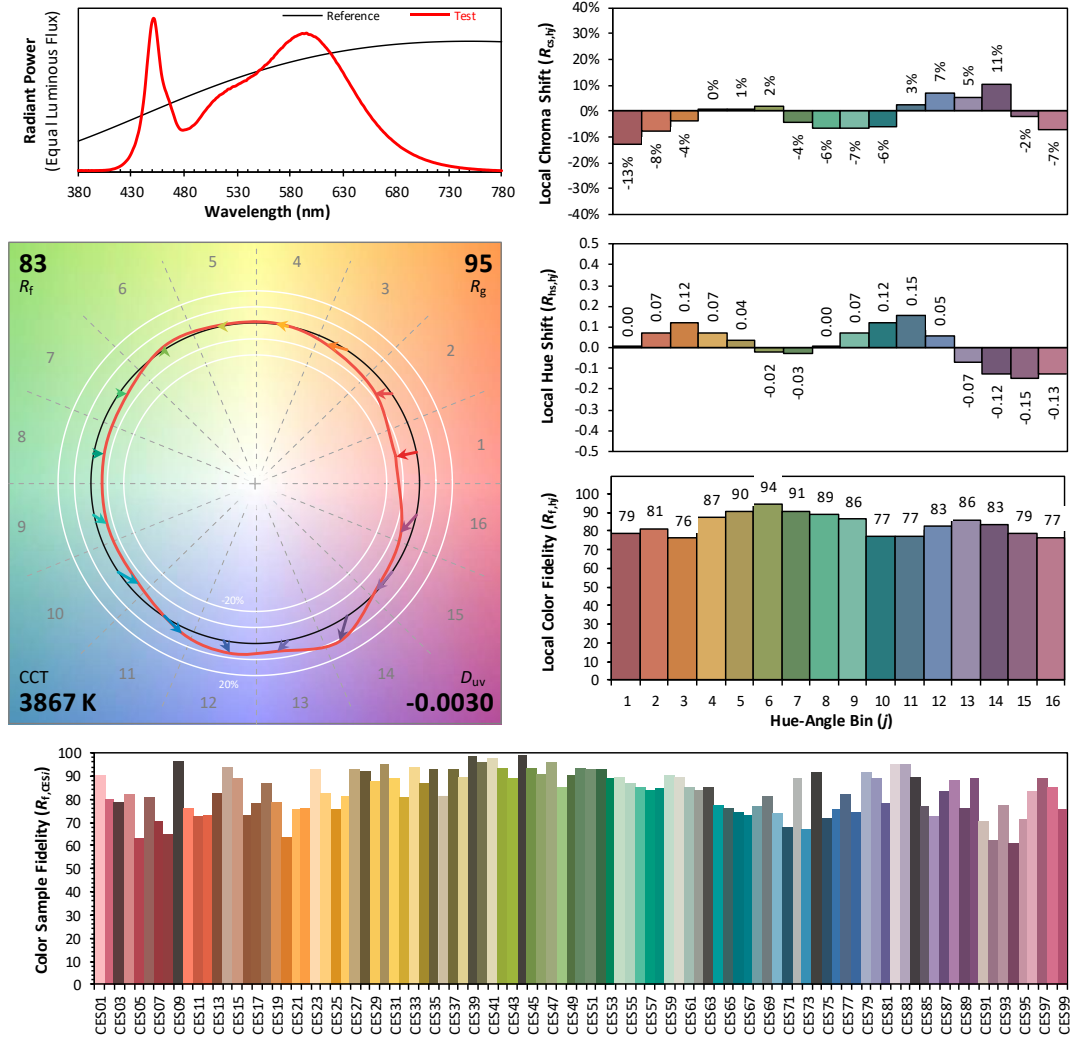 Radiant Power
(Equal Luminous Flux)
Reference
Test
380 430 480 530 580 630 680 730 780
Wavelength (nm)
Local Chroma Shift (Rcs,hj)
40%
30%
20%
10%
0%
-10%
-20%
-30%
-40%
-13% -8% -4% 0% 1% 2% -4% -6% -7% -6% 3% 7% 5% 11% -2% -7%
83
Rf
95
Rg
1 2 3 4 5 6 7 8 9 10 11 12 13 14 15 16
-20%
20%
CCT
3867 K
Duv
-0.0030
Local Hue Shift (Rhs,hj)
0.5
0.4
0.3
0.2
0.1
0.0
-0.1
-0.2
-0.3
-0.4
-0.5
0.00 0.07 0.12 0.07 0.04 -0.02 -0.03 0.00 0.07 0.12 0.15 0.05 -0.07 -0.12 -0.15 -0.13
Local Color Fidelity (Rf,hj)
100
90
80
70
60
50
40
30
20
10
0
79 81 76 87 90 94 91 89 86 77 77 83 86 83 79 77
1 2 3 4 5 6 7 8 9 10 11 12 13 14 15 16
Hue-Angle Bin (j)
Color Sample Fidelity (Rf,CESi)
100
90
80
70
60
50
40
30
20
10
0
CES01 CES03 CES05 CES07 CES09 CES11 CES13 CES15 CES17 CES19 CES21 CES23 CES25 CES27 CES29 CES31 CES33 CES35 CES37 CES39 CES41 CES43 CES45 CES47 CES49 CES51 CES53 CES55 CES57 CES59 CES61 CES63 CES65 CES67 CES69 CES71 CES73 CES75 CES77 CES79 CES81 CES83 CES85 CES87 CES89 CES91 CES93 CES95 CES97 CES99